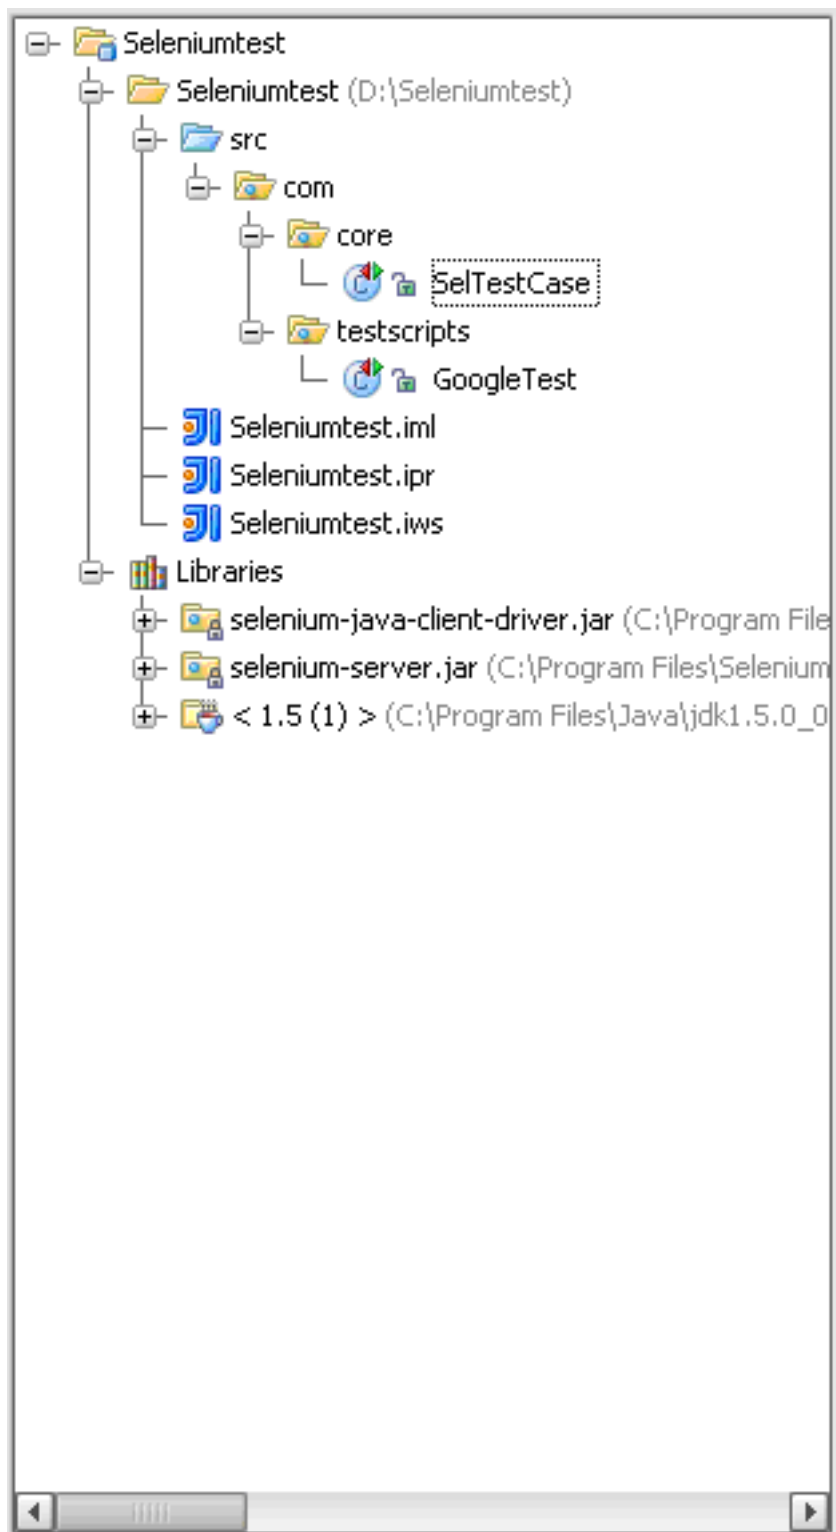 Seleniumtest
Seleniumtest (D:\Seleniumtest)
src
com
core
SelTestCase
testscripts
GoogleTest
Seleniumtest.iml
Seleniumtest.ipr
Seleniumtest.iws
Libraries
selenium-java-client-driver.jar (C:\Program File
selenium-server.jar (C:\Program Files\Selenium
< 1.5 (1) > (C:\Program Files\Java\jdk1.5.0_0